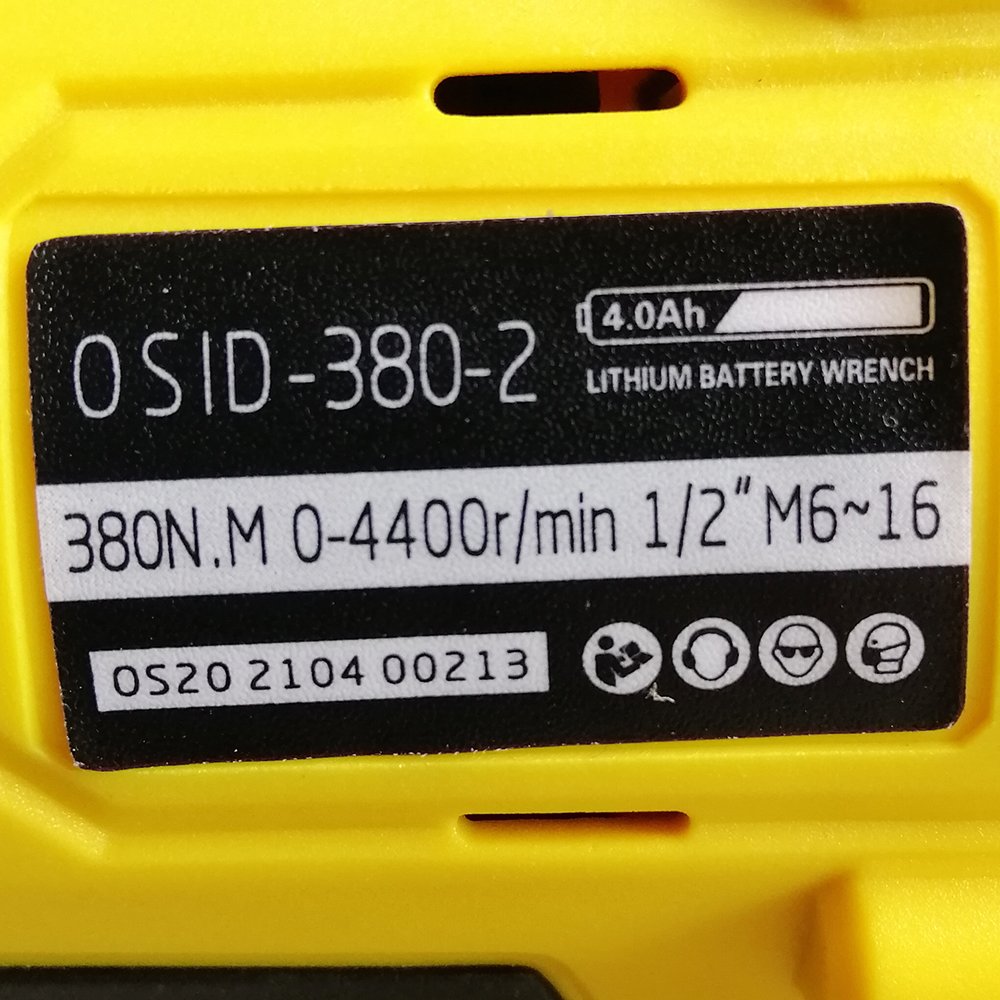 OSID-380-2
4.0Ah
LITHIUM BATTERY WRENCH
380N.M 0-4400r/min 1/2" M6~16
OS20 2104 00213